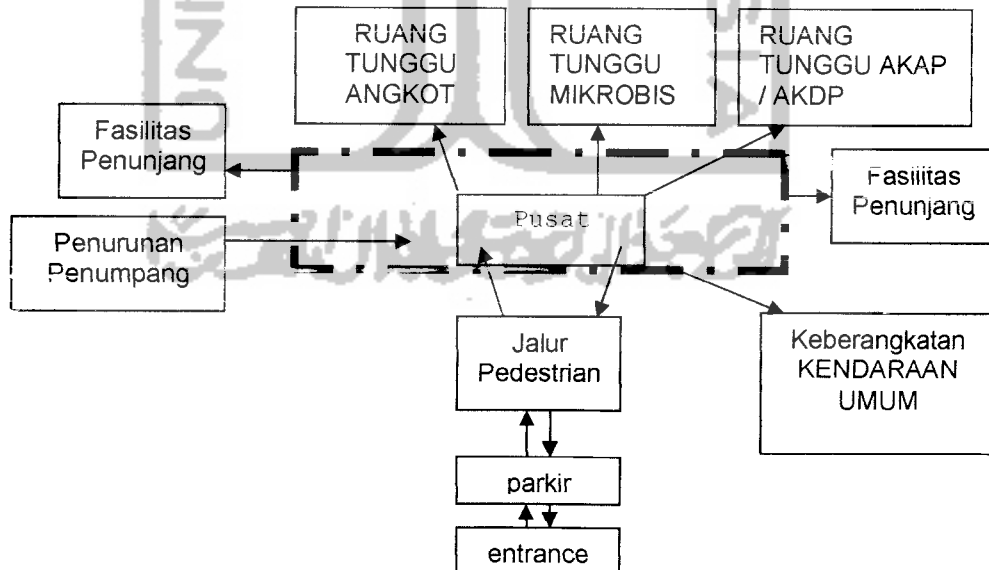 RUANG
TUNGGU
ANGKOT
RUANG
TUNGGU
MIKROBIS
RUANG
TUNGGU AKAP
/ AKDP
Fasilitas
Penunjang
Fasilitas
Penunjang
Pusat
Penurunan
Penumpang
Jalur
Pedestrian
Keberangkatan
KENDARAAN
UMUM
parkir
entrance